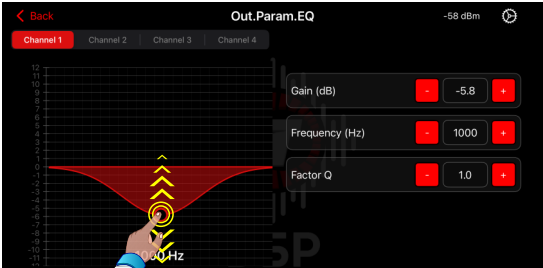 Back
Out.Param.EQ
-58 dBm
Channel 1
Channel 2
Channel 3
Channel 4
12
11
10
9
8
7
6
5
4
3
2
1
0
-1
-2
-3
-4
-5
-6
-7
-8
-9
-10
-11
Gain (dB)
-
-5.8
+
Frequency (Hz)
-
1000
+
Factor Q
-
1.0
+
1000 Hz
SP